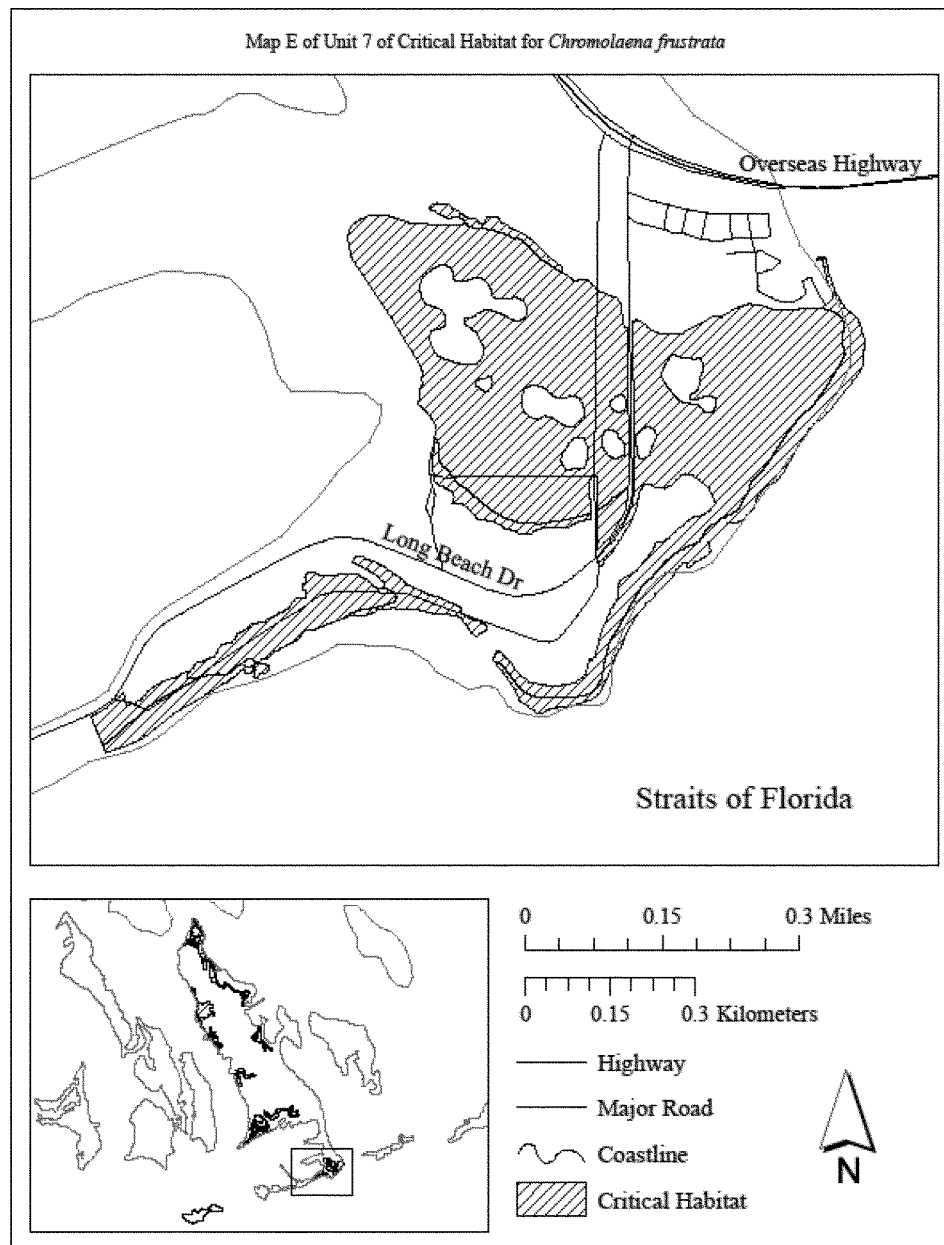 Map E of Unit 7 of Critical Habitat for Chromolaena frustrata
Overseas Highway
Long Beach Dr
Straits of Florida
0 0.15 0.3 Miles
0 0.15 0.3 Kilometers
Highway
Major Road
Coastline
Critical Habitat
N